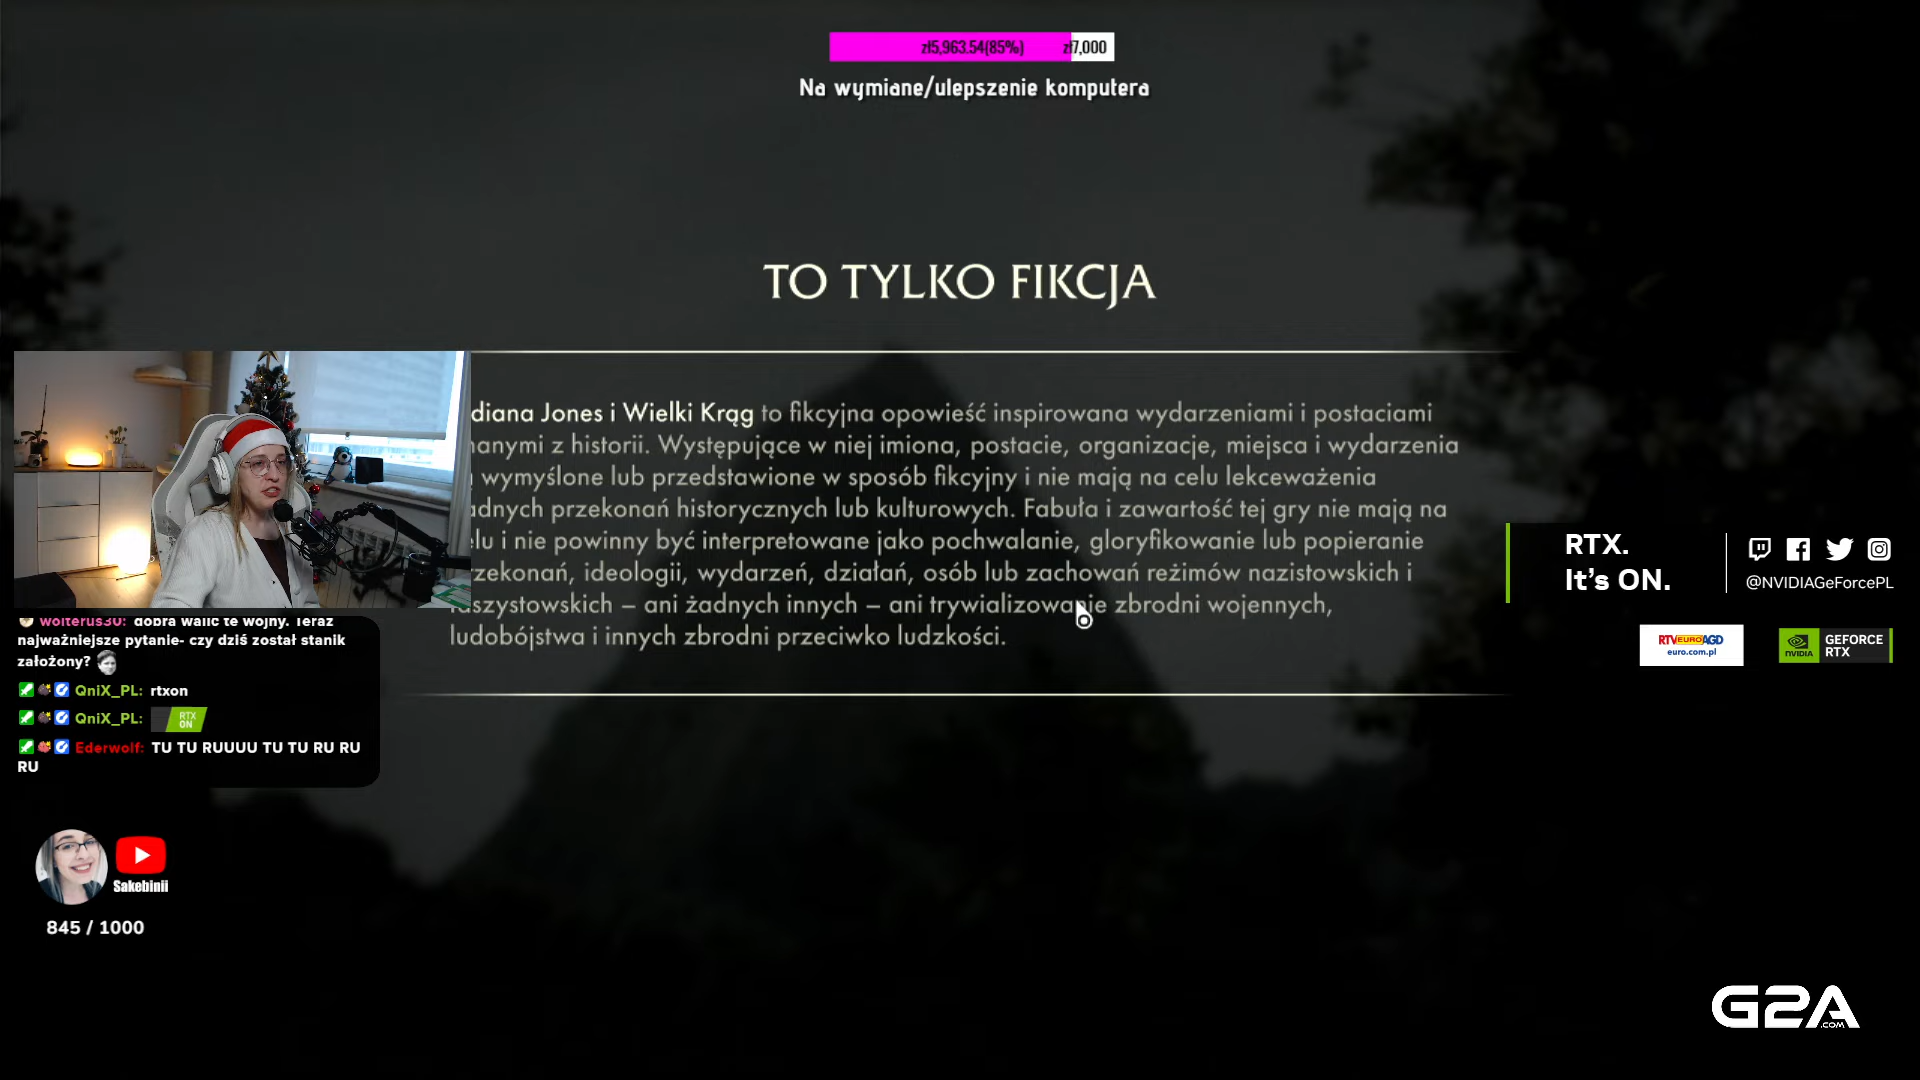 zł5,963.54(85%) zł7,000
Na wymiane/ulepszenie komputera
TO TYLKO FIKCJA
diana Jones i Wielki Krąg to fikcyjna opowieść inspirowana wydarzeniami i postaciami
nanymi z historii. Występujące w niej imiona, postacie, organizacje, miejsca i wydarzenia
wymyślone lub przedstawione w sposób fikcyjny i nie mają na celu lekceważenia
adnych przekonań historycznych lub kulturowych. Fabuła i zawartość tej gry nie mają na
elu i nie powinny być interpretowane jako pochwalanie, gloryfikowanie lub popieranie
zekonań, ideologii, wydarzeń, działań, osób lub zachowań reżimów nazistowskich i
szystowskich – ani żadnych innych – ani trywializowanie zbrodni wojennych,
ludobójstwa i innych zbrodni przeciwko ludzkości.
wolterus30: dobra walić te wojny. Teraz
najważniejsze pytanie- czy dziś został stanik
założony?
QniX_PL: rtxon
QniX_PL: RTX ON
Ederwolf: TU TU RUUUU TU TU RU RU
RU
Sakebinii
845 / 1000
RTX.
It's ON.
@NVIDIAGeForcePL
RTV EURO AGD
euro.com.pl
NVIDIA
GEFORCE
RTX
G2A
.COM